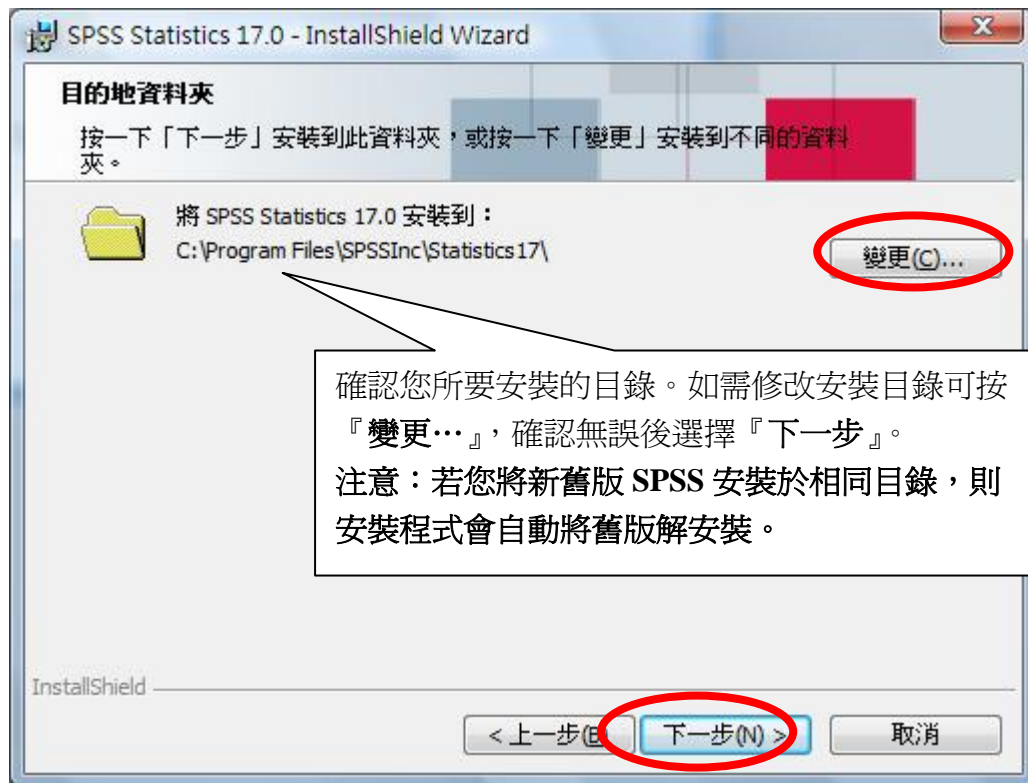 SPSS Statistics 17.0 - InstallShield Wizard
目的地資料夾
按一下「下一步」安裝到此資料夾，或按一下「變更」安裝到不同的資料
夾。
將 SPSS Statistics 17.0 安裝到：
C:\Program Files\SPSSInc\Statistics17\
變更(C)...
確認您所要安裝的目錄。如需修改安裝目錄可按
『變更…』，確認無誤後選擇『下一步』。
注意：若您將新舊版 SPSS 安裝於相同目錄，則
安裝程式會自動將舊版解安裝。
InstallShield
< 上一步(B)
下一步(N) >
取消